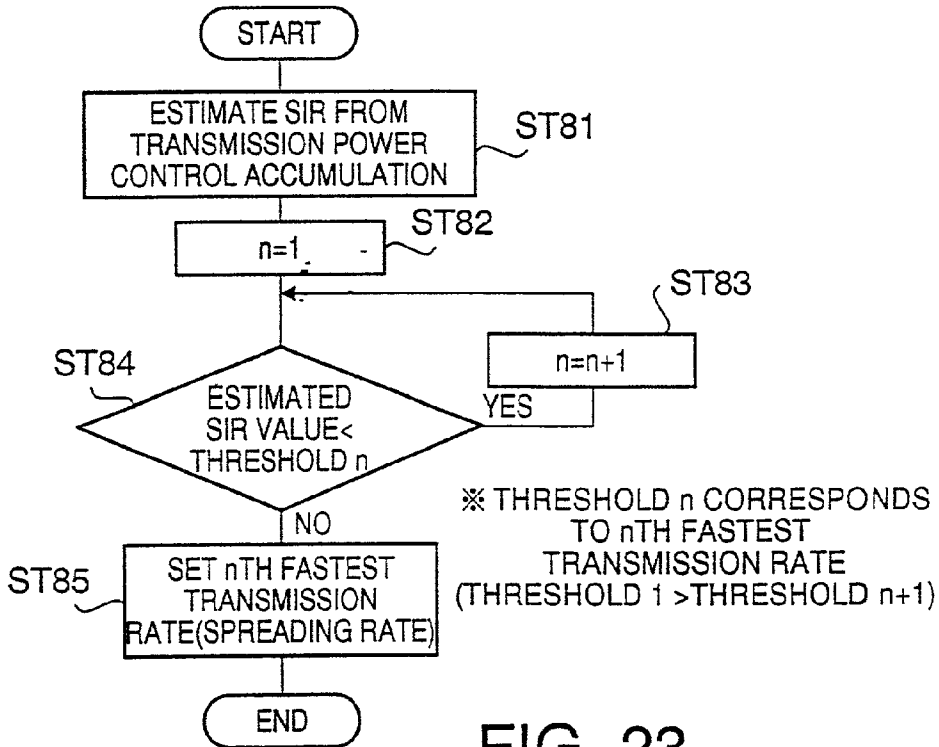 START
ESTIMATE SIR FROM
TRANSMISSION POWER
CONTROL ACCUMULATION
ST81
n=1
ST82
ST83
n=n+1
ST84
ESTIMATED
SIR VALUE<
THRESHOLD n
YES
NO
※ THRESHOLD n CORRESPONDS
TO nTH FASTEST
TRANSMISSION RATE
(THRESHOLD 1 >THRESHOLD n+1)
ST85
SET nTH FASTEST
TRANSMISSION
RATE(SPREADING RATE)
END
FIG. 23